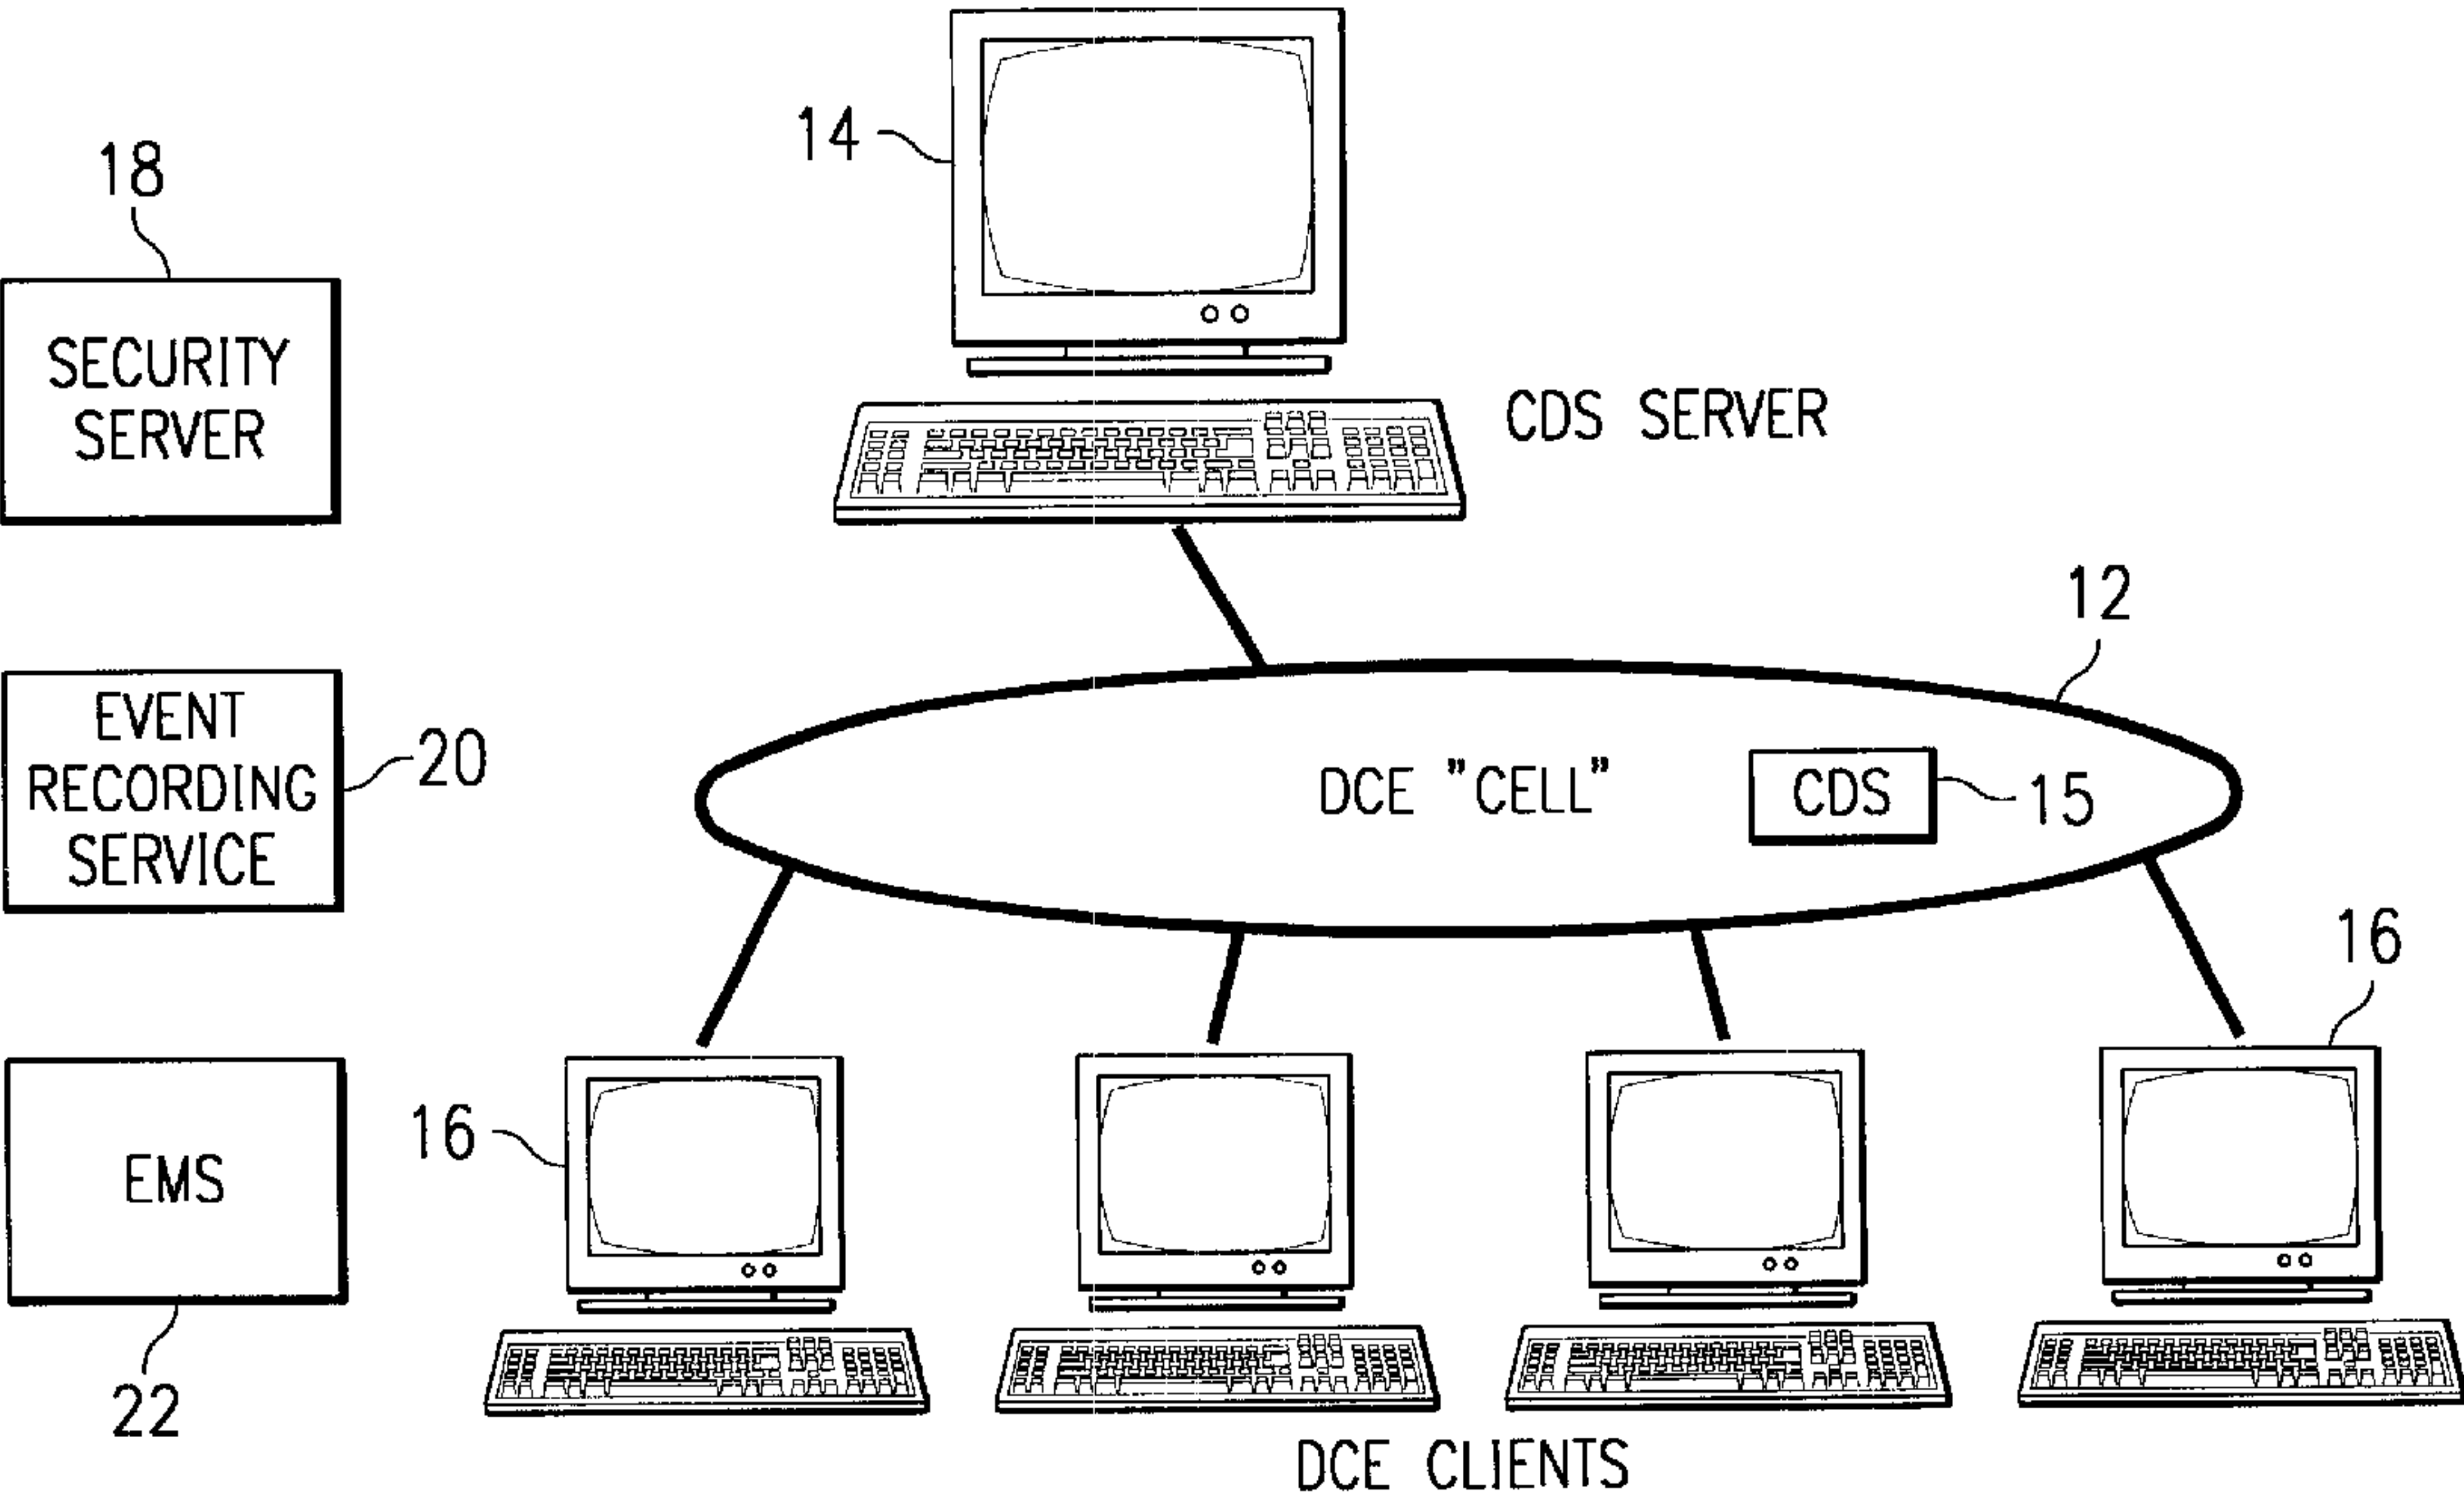 14
18
SECURITY
SERVER
CDS SERVER
12
EVENT
RECORDING
SERVICE
20
DCE "CELL"
CDS
15
16
16
EMS
22
DCE CLIENTS